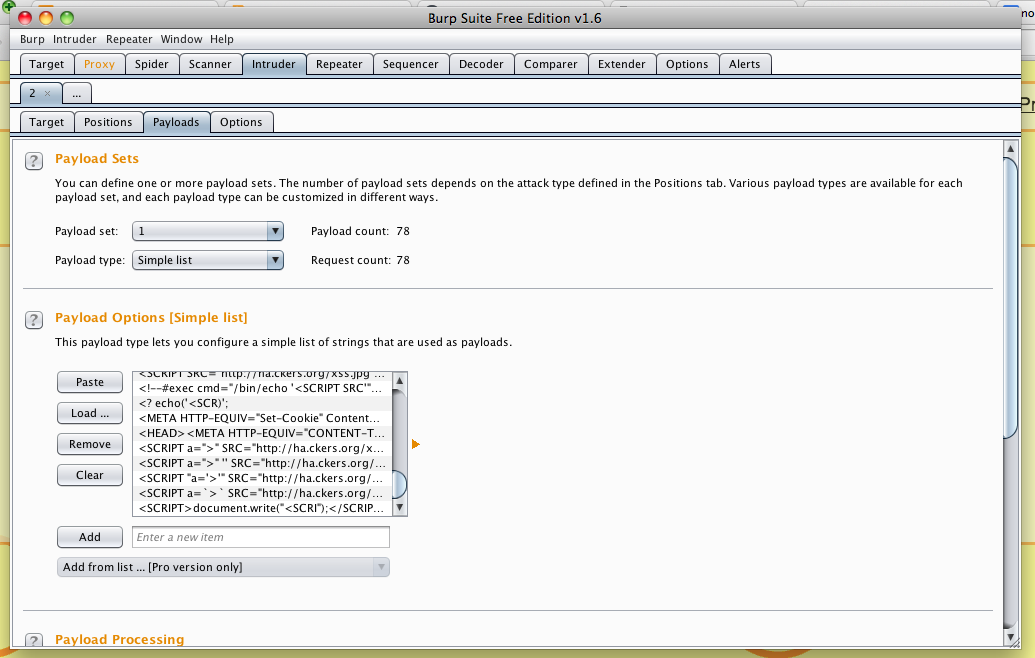 Burp Suite Free Edition v1.6
Burp Intruder Repeater Window Help
Target Proxy Spider Scanner Intruder Repeater Sequencer Decoder Comparer Extender Options Alerts
2 × ...
Target Positions Payloads Options
? Payload Sets
You can define one or more payload sets. The number of payload sets depends on the attack type defined in the Positions tab. Various payload types are available for each
payload set, and each payload type can be customized in different ways.
Payload set: 1 Payload count: 78
Payload type: Simple list Request count: 78
? Payload Options [Simple list]
This payload type lets you configure a simple list of strings that are used as payloads.
<SCRIPT SRC="http://ha.ckers.org/xss.jpg"...
Paste
<!--#exec cmd="/bin/echo '<SCRIPT SRC'"...
<? echo('<SCR)';
Load ...
<META HTTP-EQUIV="Set-Cookie" Content...
<HEAD><META HTTP-EQUIV="CONTENT-T...
Remove
<SCRIPT a=">" SRC="http://ha.ckers.org/x...
<SCRIPT a=">" '' SRC="http://ha.ckers.org/...
Clear
<SCRIPT "a='>'" SRC="http://ha.ckers.org/...
<SCRIPT a=`>` SRC="http://ha.ckers.org/...
<SCRIPT>document.write("<SCRI");</SCRIP...
Add Enter a new item
Add from list ... [Pro version only]
? Payload Processing